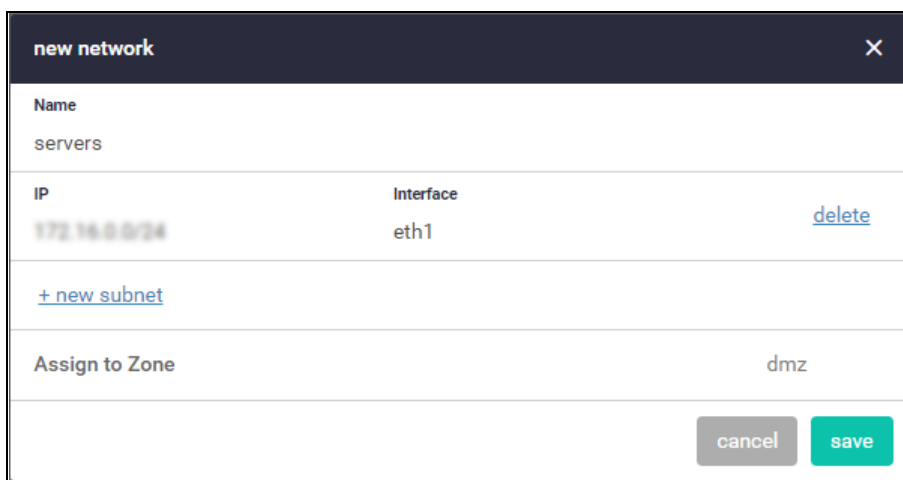 new network ×
Name
servers
IP Interface
eth1 delete
+ new subnet
Assign to Zone dmz
cancel save